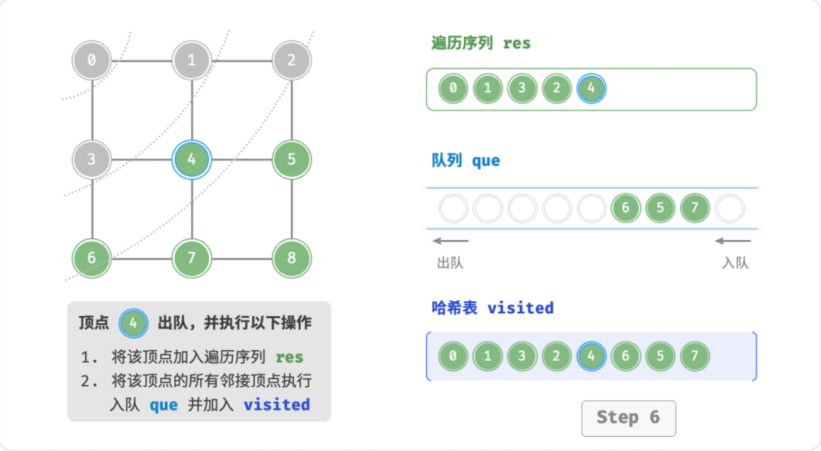 0 1 2
3 4 5
6 7 8
顶点 4 出队，并执行以下操作
1. 将该顶点加入遍历序列 res
2. 将该顶点的所有邻接顶点执行
入队 que 并加入 visited
遍历序列 res
0 1 3 2 4
队列 que
6 5 7
出队 入队
哈希表 visited
0 1 3 2 4 6 5 7
Step 6